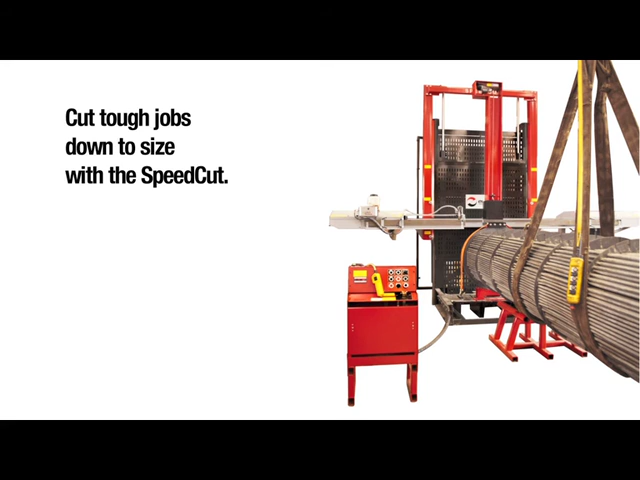 Cut tough jobs
down to size
with the SpeedCut.